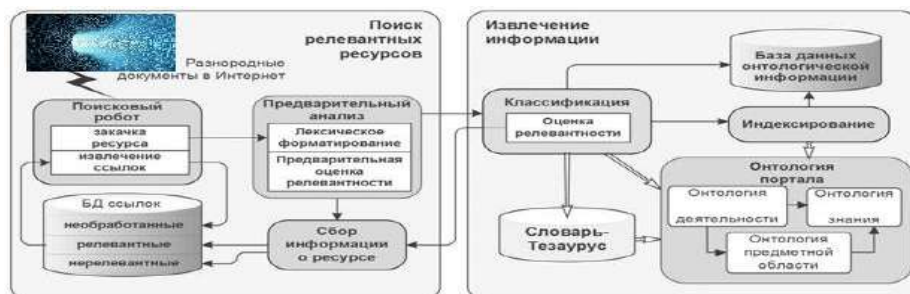 Поиск
релевантных
ресурсов
Разнородные
документы в Интернет
Поисковый
робот
закачка
ресурса
извлечение
ссылок
Предварительный
анализ
Лексическое
форматирование
Предварительная
оценка
релевантности
БД ссылок
необработанные
релевантные
нерелевантные
Сбор
информации
о ресурсе
Извлечение
информации
База данных
онтологической
информации
Классификация
Оценка
релевантности
Индексирование
Онтология
портала
Онтология
деятельности
Онтология
знания
Онтология
предметной
области
Словарь-
Тезаурус